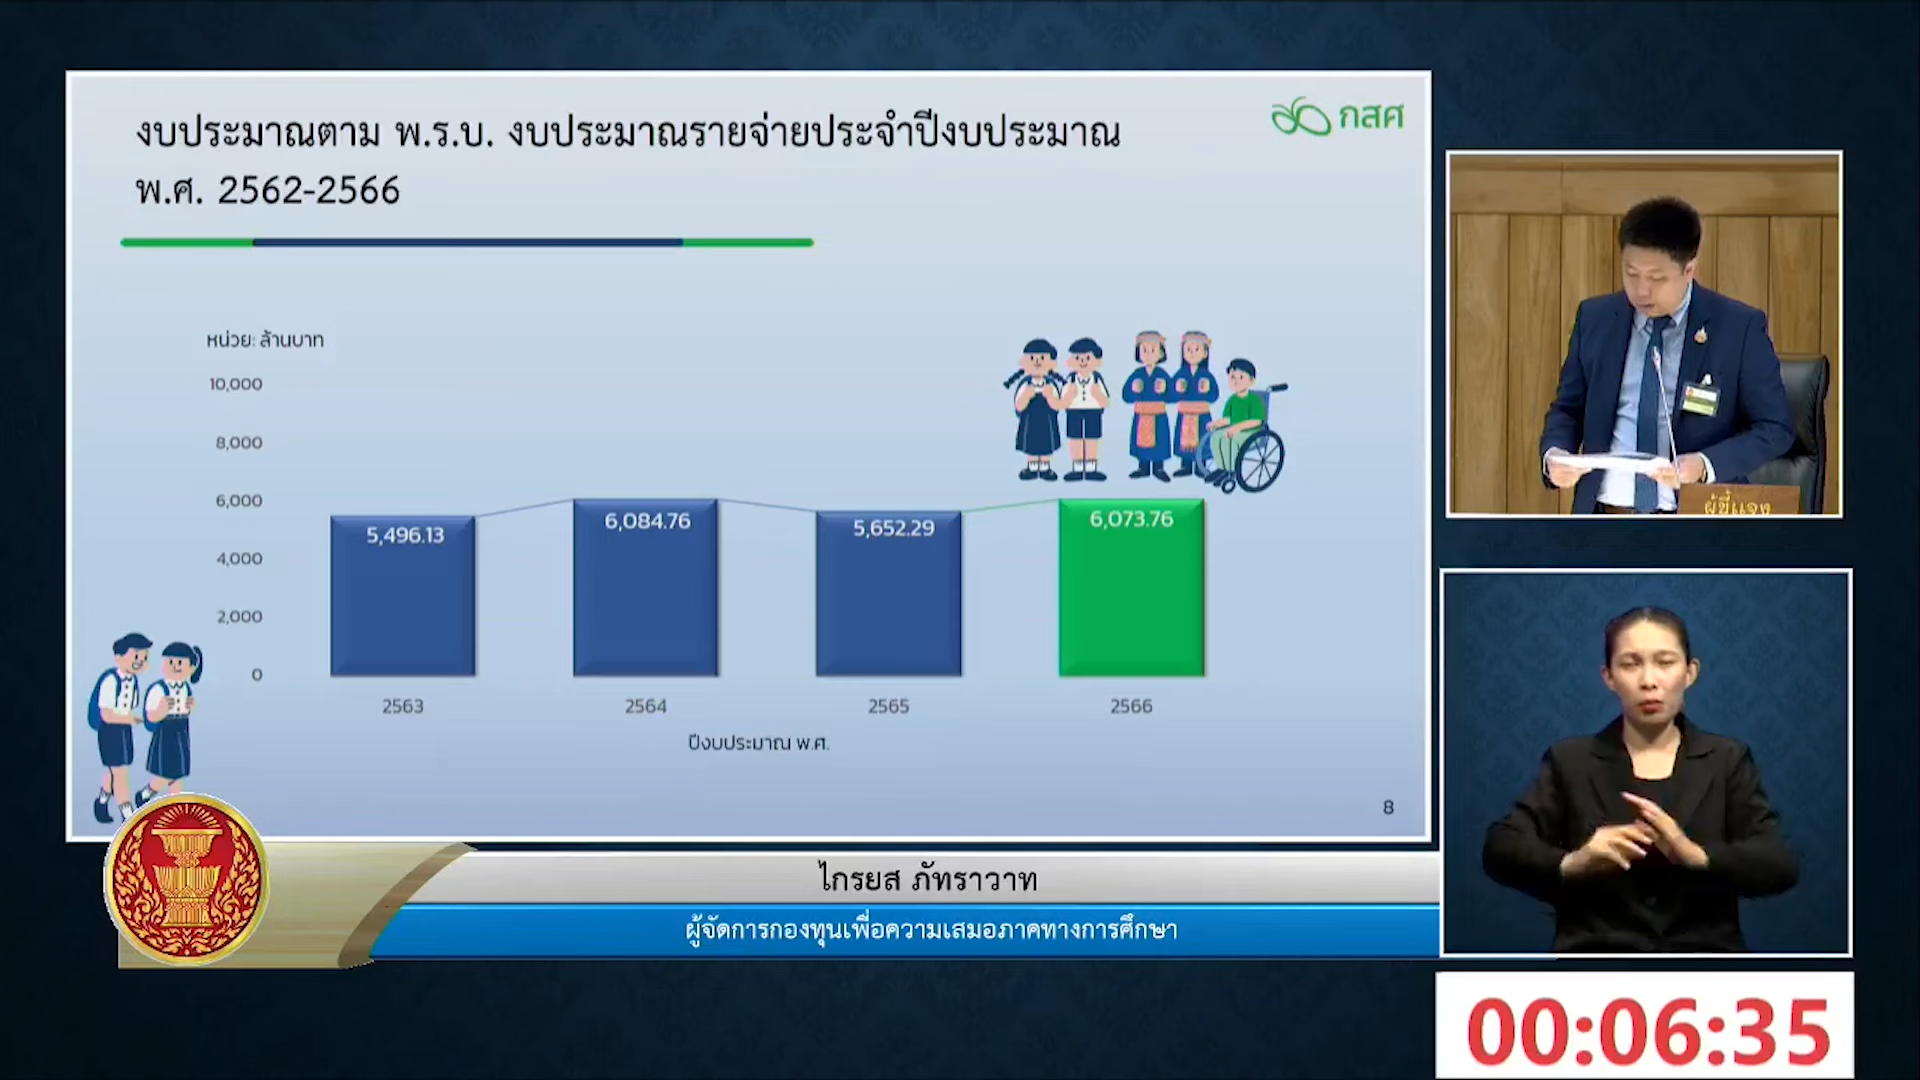 งบประมาณตาม พ.ร.บ. งบประมาณรายจ่ายประจำปีงบประมาณ
พ.ศ. 2562-2566
กสศ
หน่วย: ล้านบาท
10,000
8,000
6,000
4,000
2,000
0
5,496.13
6,084.76
5,652.29
6,073.76
2563
2564
2565
2566
ปีงบประมาณ พ.ศ.
8
ผู้ชี้แจง
ไกรยส ภัทราวาท
ผู้จัดการกองทุนเพื่อความเสมอภาคทางการศึกษา
00:06:35